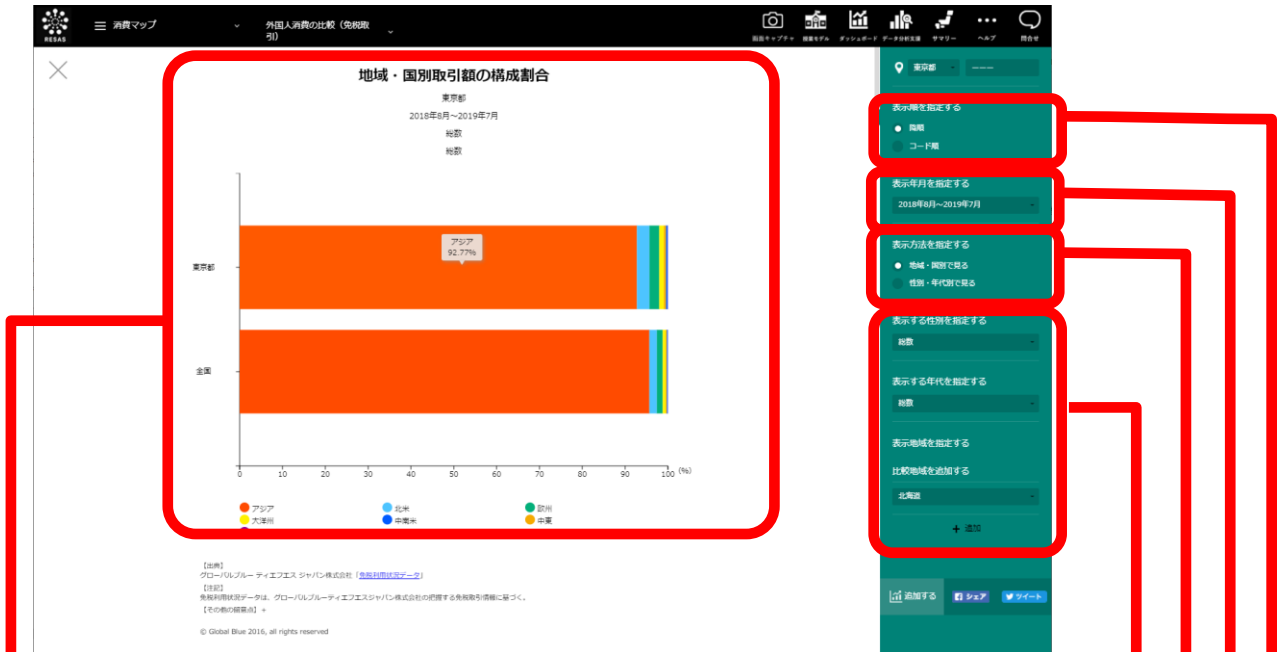 RESAS
消費マップ
外国人消費の比較（免税取
引）
画面キャプチャ
授業モデル
ダッシュボード
データ分析支援
サマリー
ヘルプ
問合せ
地域・国別取引額の構成割合
東京都
2018年8月～2019年7月
総数
総数
アジア
92.77%
東京都
全国
0 10 20 30 40 50 60 70 80 90 100 (%)
アジア 北米 欧州
大洋州 中南米 中東
【出典】
グローバルブルー ティエフエス ジャパン株式会社「免税利用状況データ」
【注記】
免税利用状況データは、グローバルブルーティエフエスジャパン株式会社の把握する免税取引情報に基づく。
【その他の留意点】 +
© Global Blue 2016, all rights reserved
東京都 ---
表示順を指定する
降順
コード順
表示年月を指定する
2018年8月～2019年7月
表示方法を指定する
地域・国別で見る
性別・年代別で見る
表示する性別を指定する
総数
表示する年代を指定する
総数
表示地域を指定する
比較地域を追加する
北海道
+ 追加
追加する シェア ツイート